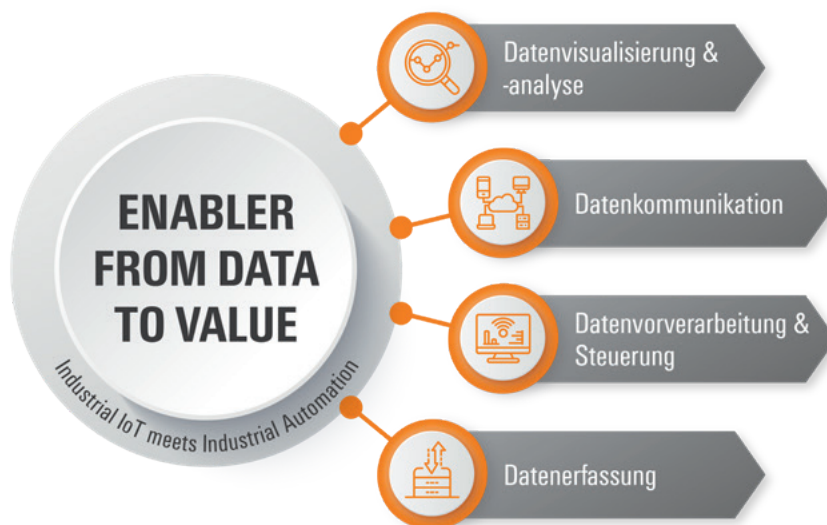 ENABLER
FROM DATA
TO VALUE
Industrial IoT meets Industrial Automation
Datenvisualisierung &
-analyse
Datenkommunikation
Datenvorverarbeitung &
Steuerung
Datenerfassung